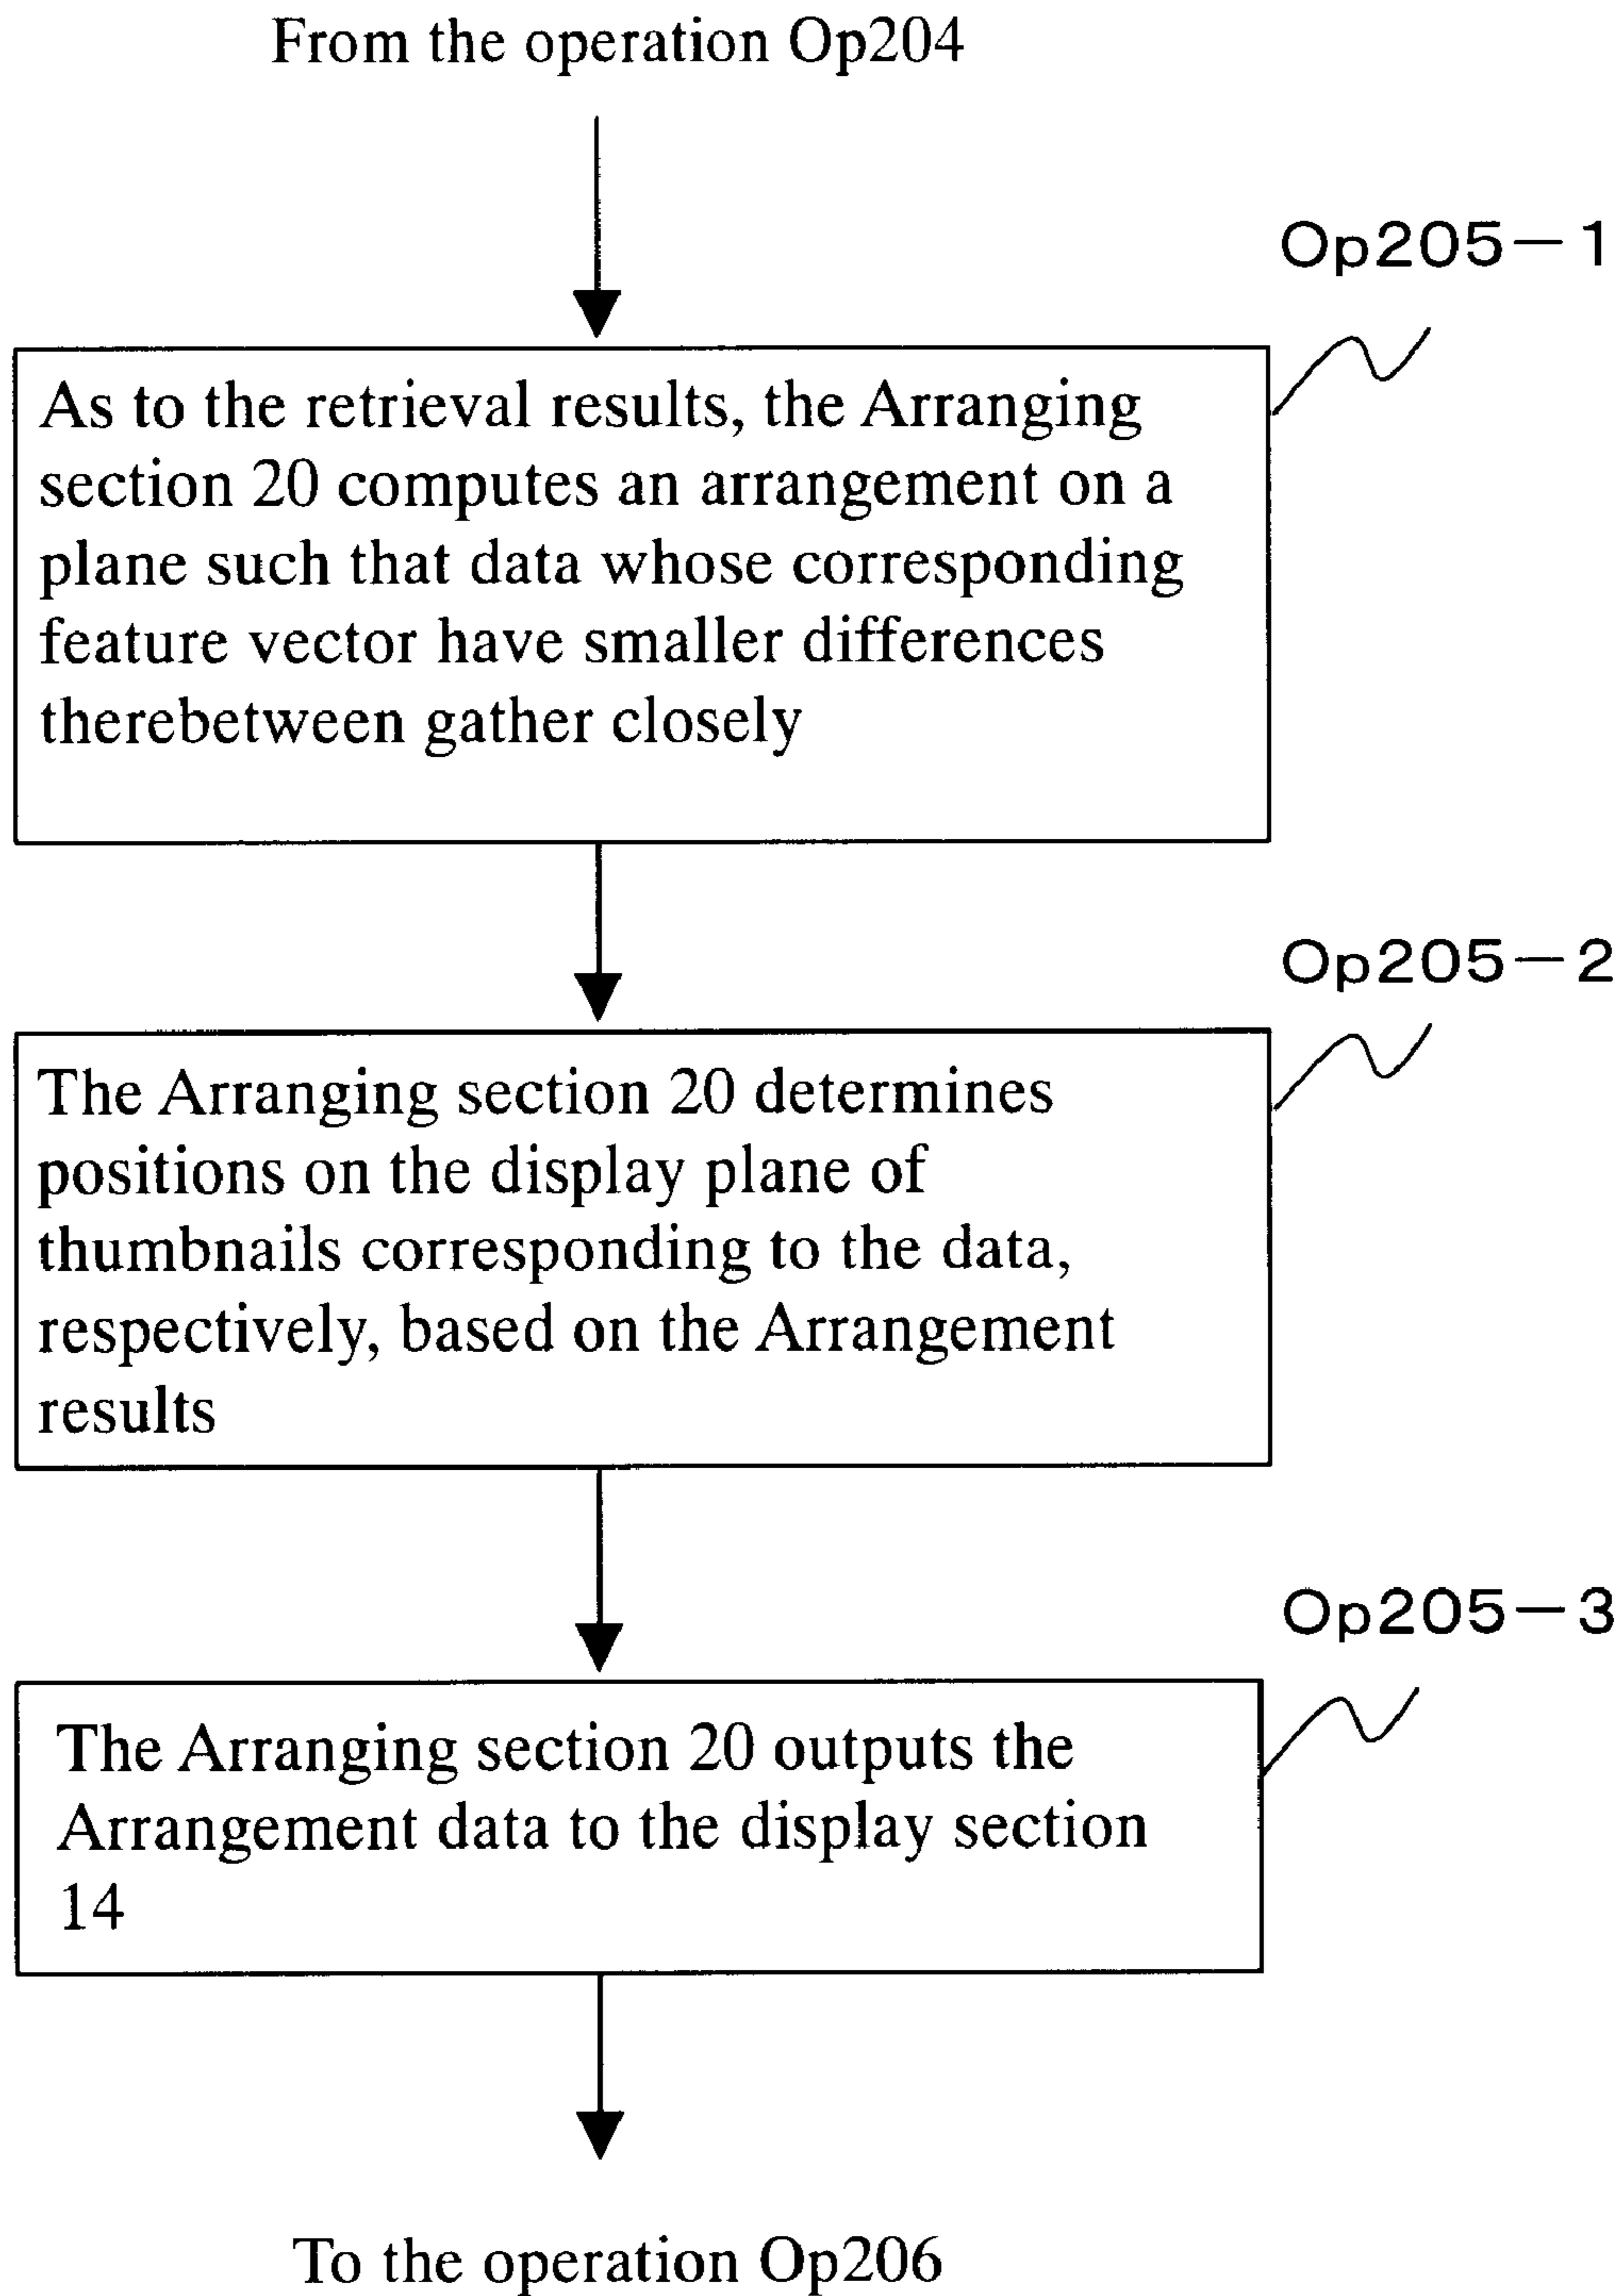 From the operation Op204
Op205-1
As to the retrieval results, the Arranging
section 20 computes an arrangement on a
plane such that data whose corresponding
feature vector have smaller differences
therebetween gather closely
Op205-2
The Arranging section 20 determines
positions on the display plane of
thumbnails corresponding to the data,
respectively, based on the Arrangement
results
Op205-3
The Arranging section 20 outputs the
Arrangement data to the display section
14
To the operation Op206